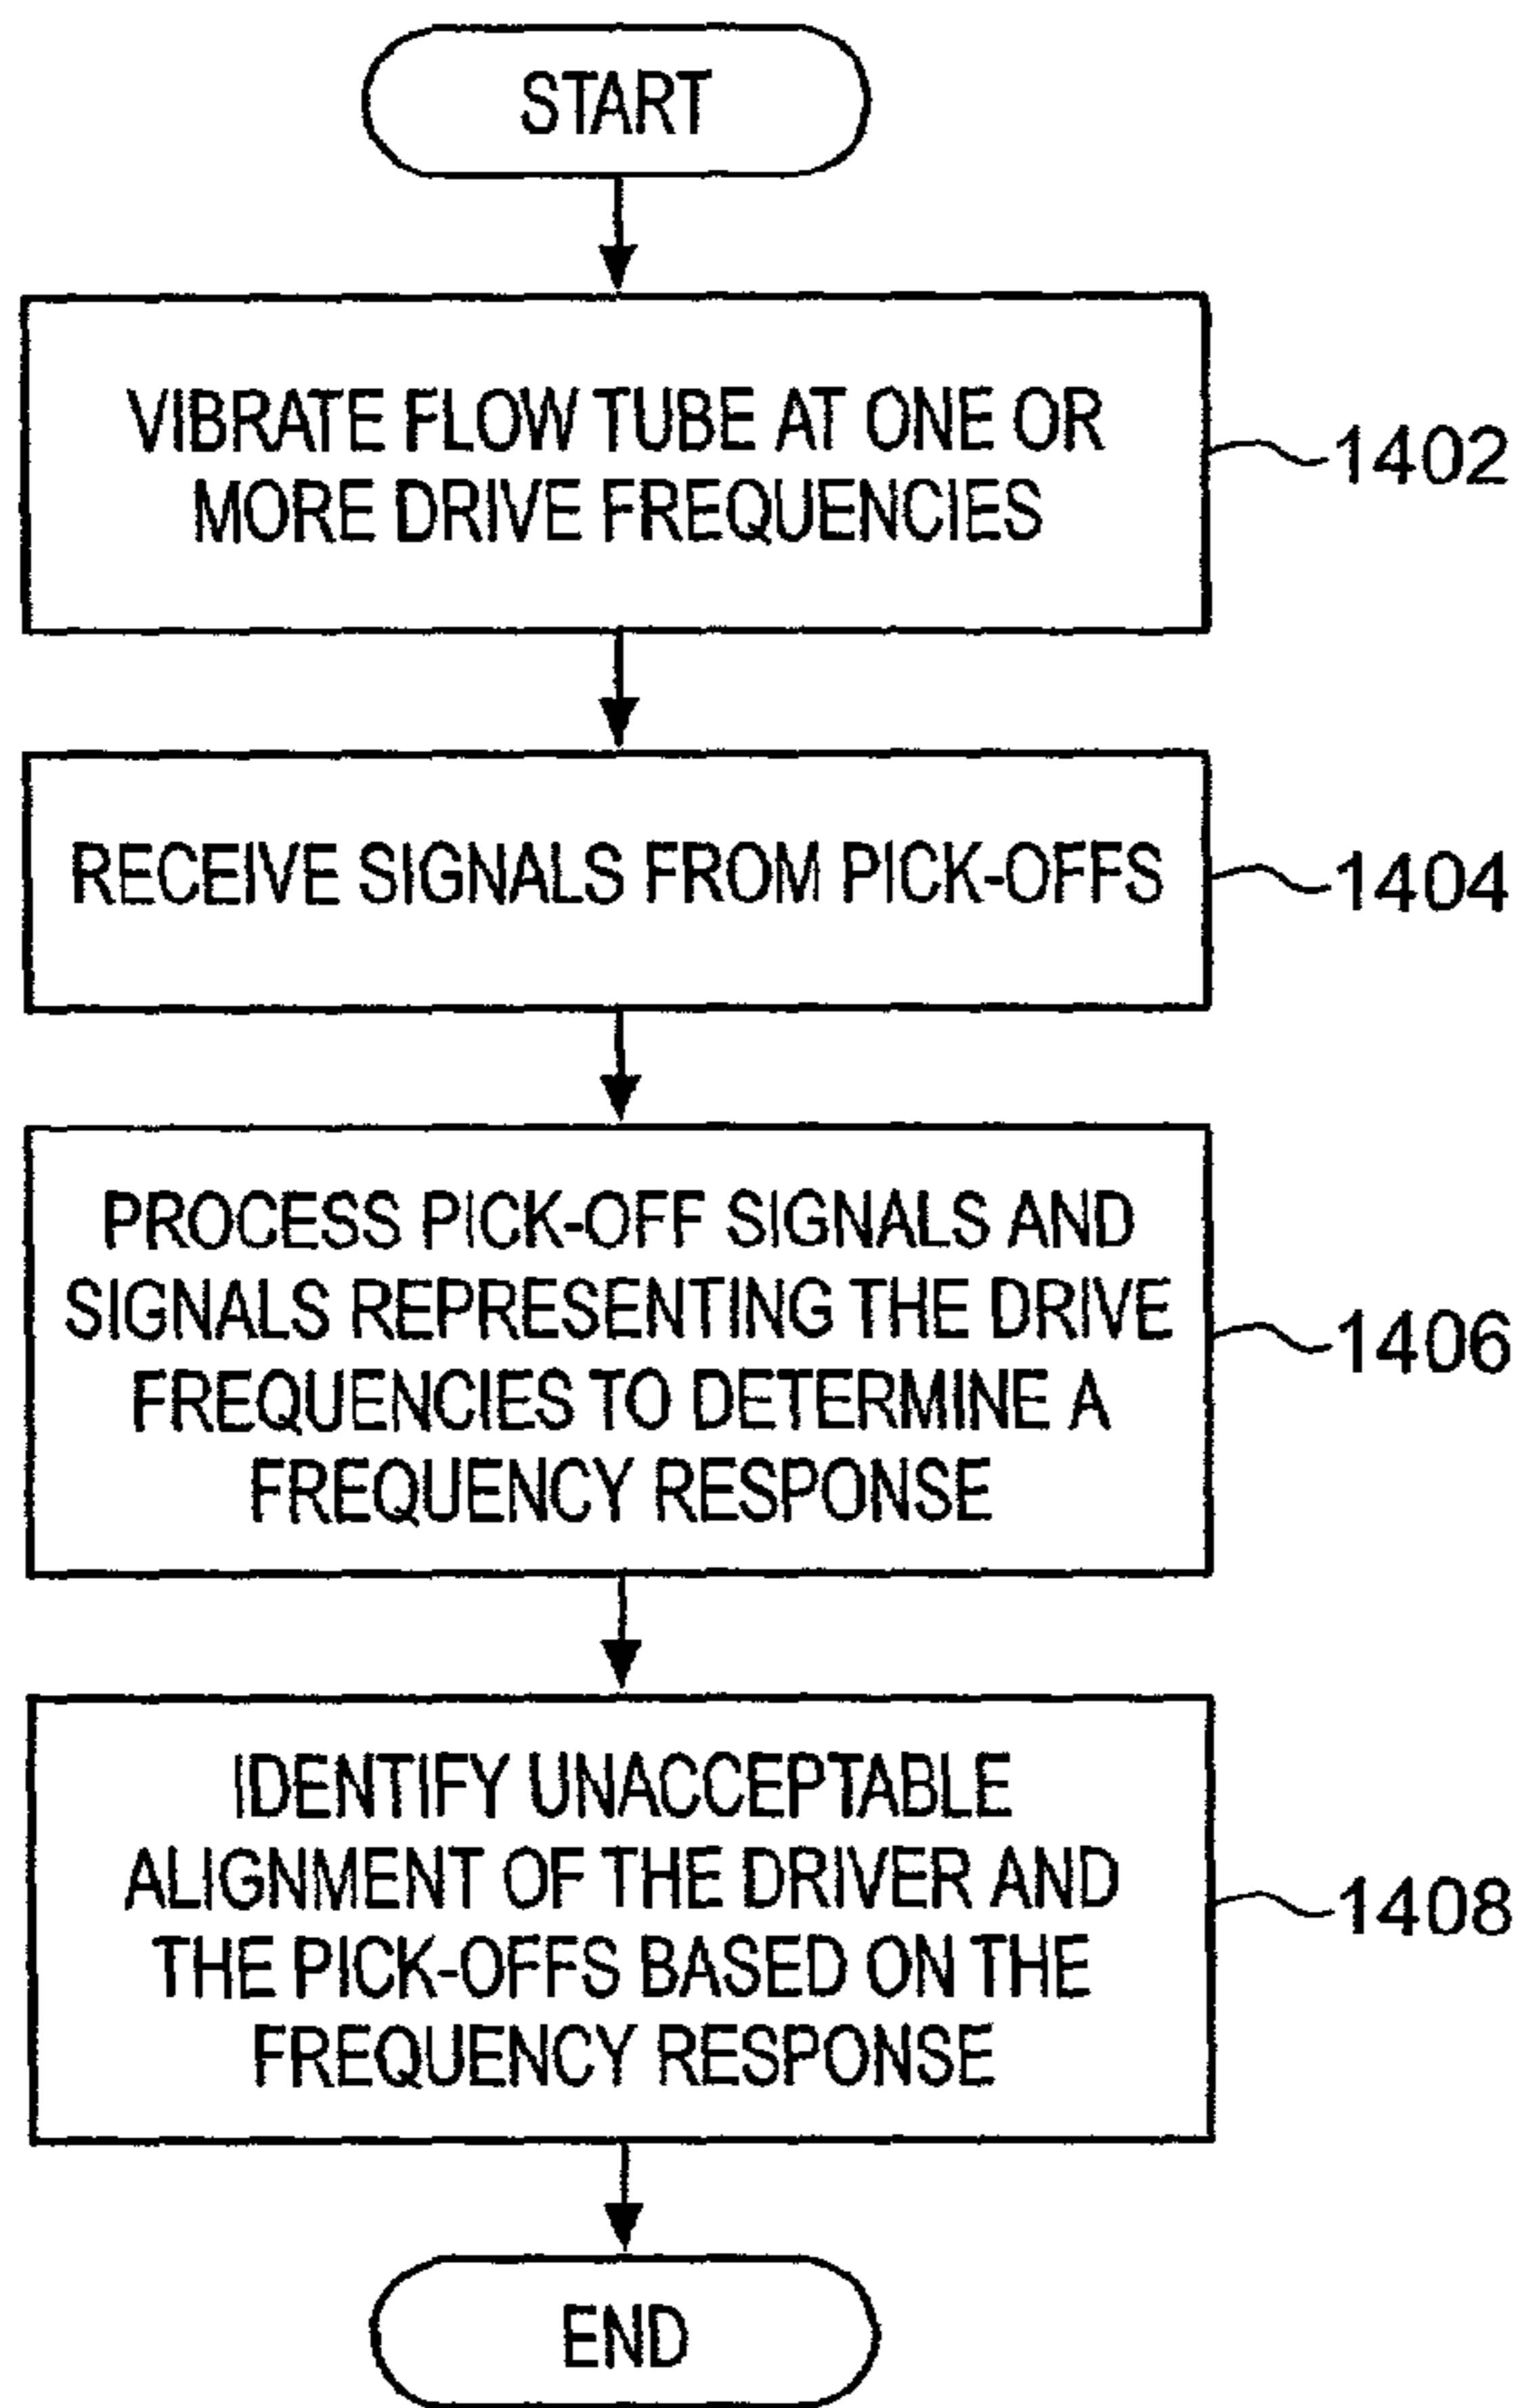 START
VIBRATE FLOW TUBE AT ONE OR
MORE DRIVE FREQUENCIES
1402
RECEIVE SIGNALS FROM PICK-OFFS
1404
PROCESS PICK-OFF SIGNALS AND
SIGNALS REPRESENTING THE DRIVE
FREQUENCIES TO DETERMINE A
FREQUENCY RESPONSE
1406
IDENTIFY UNACCEPTABLE
ALIGNMENT OF THE DRIVER AND
THE PICK-OFFS BASED ON THE
FREQUENCY RESPONSE
1408
END